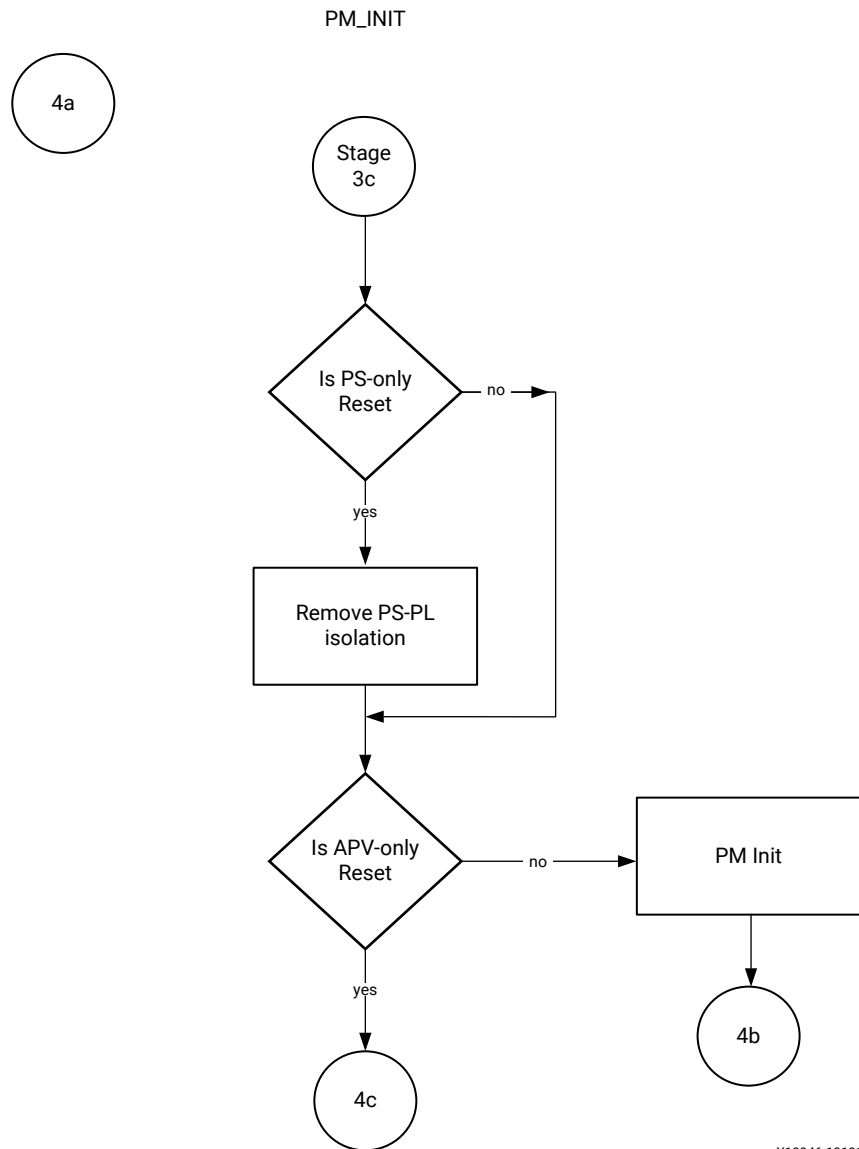 PM_INIT
4a
Stage
3c
Is PS-only
Reset
no
yes
Remove PS-PL
isolation
Is APV-only
Reset
no
PM Init
yes
4b
4c